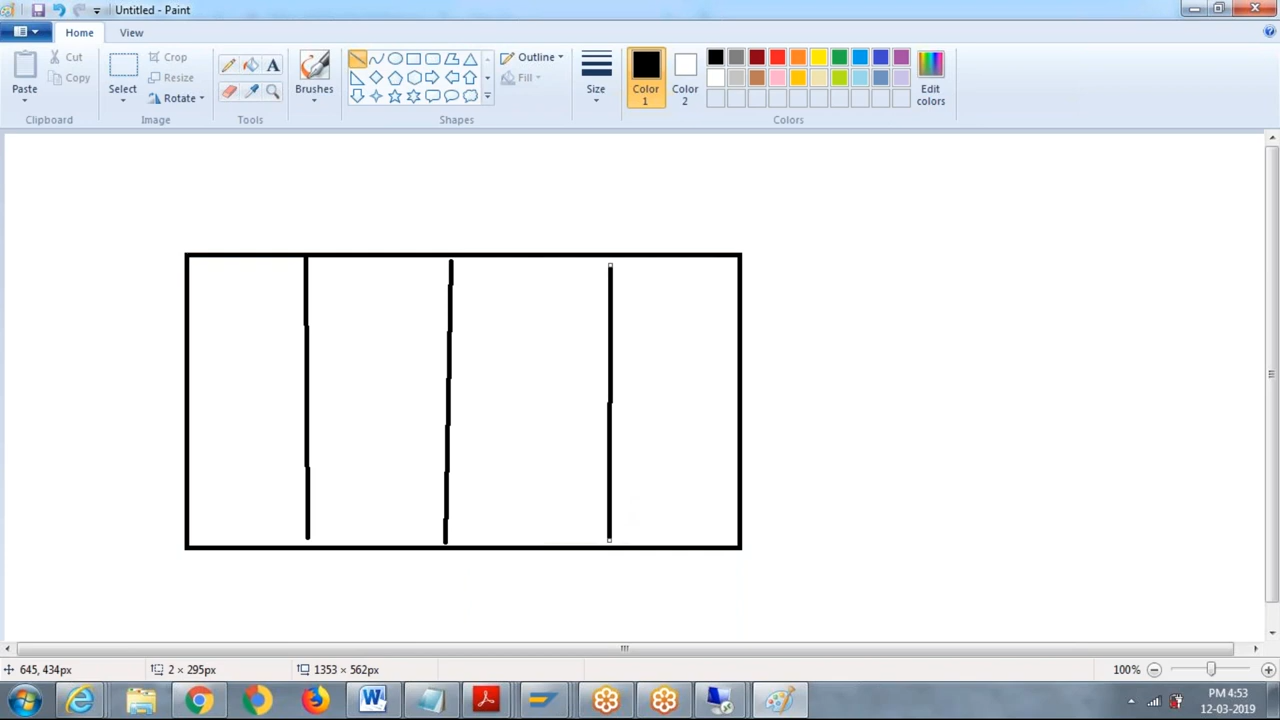 Untitled - Paint
Home View
Paste
Cut
Copy
Clipboard
Select
Crop
Resize
Rotate
Image
A
Tools
Brushes
Outline
Fill
Shapes
Size
Color 1
Color 2
Edit colors
Colors
645, 434px 2 × 295px 1353 × 562px 100%
PM 4:53
12-03-2019